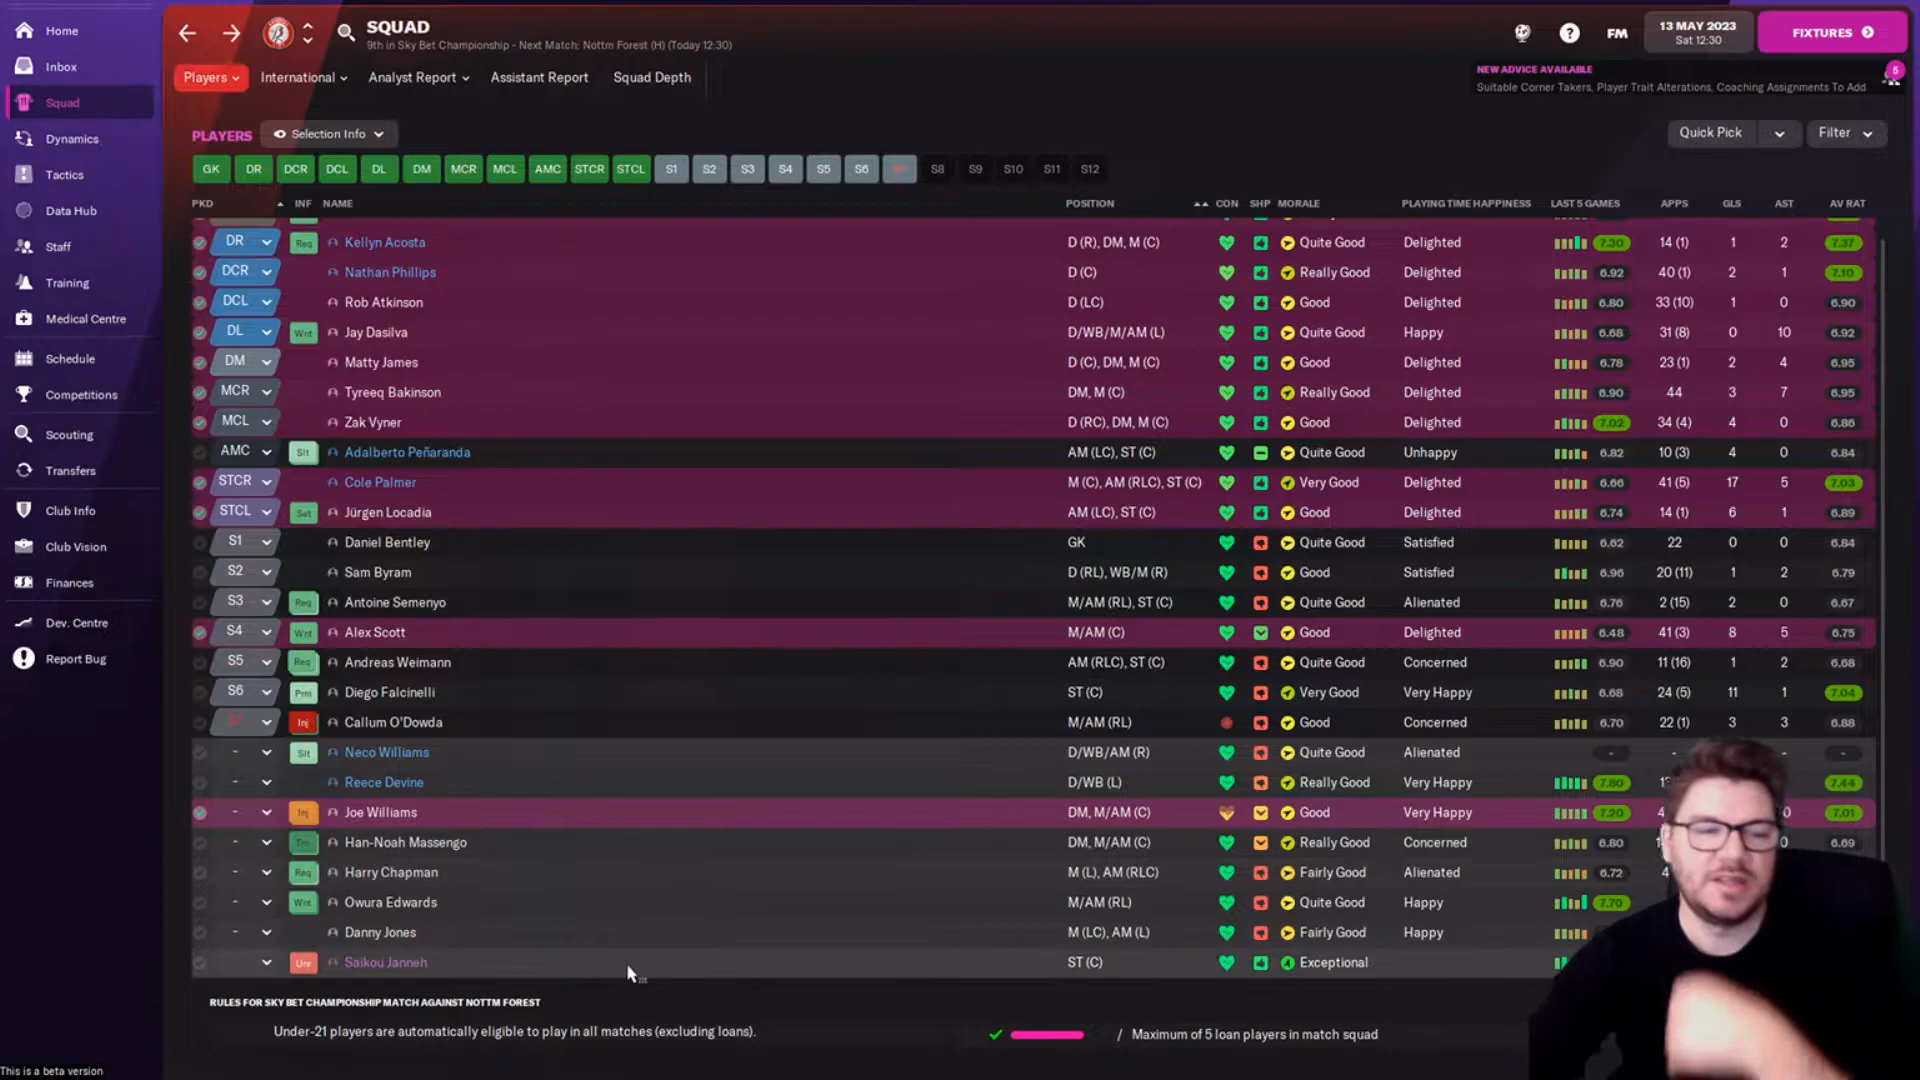 Home
Inbox
Squad
Dynamics
Tactics
Data Hub
Staff
Training
Medical Centre
Schedule
Competitions
Scouting
Transfers
Club Info
Club Vision
Finances
Dev. Centre
Report Bug
This is a beta version
SQUAD
9th in Sky Bet Championship - Next Match: Nottm Forest (H) (Today 12:30)
FM
13 MAY 2023
Sat 12:30
FIXTURES
Players International Analyst Report Assistant Report Squad Depth
NEW ADVICE AVAILABLE
5
Suitable Corner Takers, Player Trait Alterations, Coaching Assignments To Add
PLAYERS Selection Info Quick Pick Filter
GK DR DCR DCL DL DM MCR MCL AMC STCR STCL S1 S2 S3 S4 S5 S6 S8 S9 S10 S11 S12
PKD INF NAME POSITION CON SHP MORALE PLAYING TIME HAPPINESS LAST 5 GAMES APPS GLS AST AV RAT
DR Req Kellyn Acosta D (R), DM, M (C) Quite Good Delighted 7.30 14 (1) 1 2 7.37
DCR Nathan Phillips D (C) Really Good Delighted 6.92 40 (1) 2 1 7.10
DCL Rob Atkinson D (LC) Good Delighted 6.80 33 (10) 1 0 6.90
DL Wnt Jay Dasilva D/WB/M/AM (L) Quite Good Happy 6.68 31 (8) 0 10 6.92
DM Matty James D (C), DM, M (C) Good Delighted 6.78 23 (1) 2 4 6.95
MCR Tyreeq Bakinson DM, M (C) Really Good Delighted 6.90 44 3 7 6.95
MCL Zak Vyner D (RC), DM, M (C) Good Delighted 7.02 34 (4) 4 0 6.86
AMC Slt Adalberto Peñaranda AM (LC), ST (C) Quite Good Unhappy 6.82 10 (3) 4 0 6.84
STCR Cole Palmer M (C), AM (RLC), ST (C) Very Good Delighted 6.66 41 (5) 17 5 7.03
STCL Set Jürgen Locadia AM (LC), ST (C) Good Delighted 6.74 14 (1) 6 1 6.89
S1 Daniel Bentley GK Quite Good Satisfied 6.62 22 0 0 6.84
S2 Sam Byram D (RL), WB/M (R) Good Satisfied 6.96 20 (11) 1 2 6.79
S3 Req Antoine Semenyo M/AM (RL), ST (C) Quite Good Alienated 6.76 2 (15) 2 0 6.67
S4 Wnt Alex Scott M/AM (C) Good Delighted 6.48 41 (3) 8 5 6.75
S5 Req Andreas Weimann AM (RLC), ST (C) Quite Good Concerned 6.90 11 (16) 1 2 6.68
S6 Prm Diego Falcinelli ST (C) Very Good Very Happy 6.68 24 (5) 11 1 7.04
Inj Callum O'Dowda M/AM (RL) Good Concerned 6.70 22 (1) 3 3 6.88
- Slt Neco Williams D/WB/AM (R) Quite Good Alienated - - - - -
- Reece Devine D/WB (L) Really Good Very Happy 7.80 7.44
- Inj Joe Williams DM, M/AM (C) Good Very Happy 7.20 4 0 7.01
- Trn Han-Noah Massengo DM, M/AM (C) Really Good Concerned 6.80 0 6.69
- Req Harry Chapman M (L), AM (RLC) Fairly Good Alienated 6.72 4
- Wnt Owura Edwards M/AM (RL) Quite Good Happy 7.70
- Danny Jones M (LC), AM (L) Fairly Good Happy
Unr Saikou Janneh ST (C) Exceptional
RULES FOR SKY BET CHAMPIONSHIP MATCH AGAINST NOTTM FOREST
Under-21 players are automatically eligible to play in all matches (excluding loans).
/ Maximum of 5 loan players in match squad